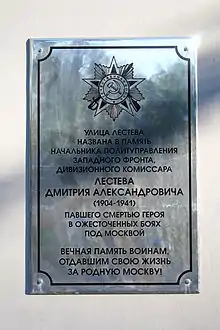 УЛИЦА ЛЕСТЕВА
НАЗВАНА В ПАМЯТЬ
НАЧАЛЬНИКА ПОЛИТУПРАВЛЕНИЯ
ЗАПАДНОГО ФРОНТА,
ДИВИЗИОННОГО КОМИССАРА
ЛЕСТЕВА
ДМИТРИЯ АЛЕКСАНДРОВИЧА
(1904-1941)
ПАВШЕГО СМЕРТЬЮ ГЕРОЯ
В ОЖЕСТОЧЕННЫХ БОЯХ
ПОД МОСКВОЙ
ВЕЧНАЯ ПАМЯТЬ ВОИНАМ,
ОТДАВШИМ СВОЮ ЖИЗНЬ
ЗА РОДНУЮ МОСКВУ!